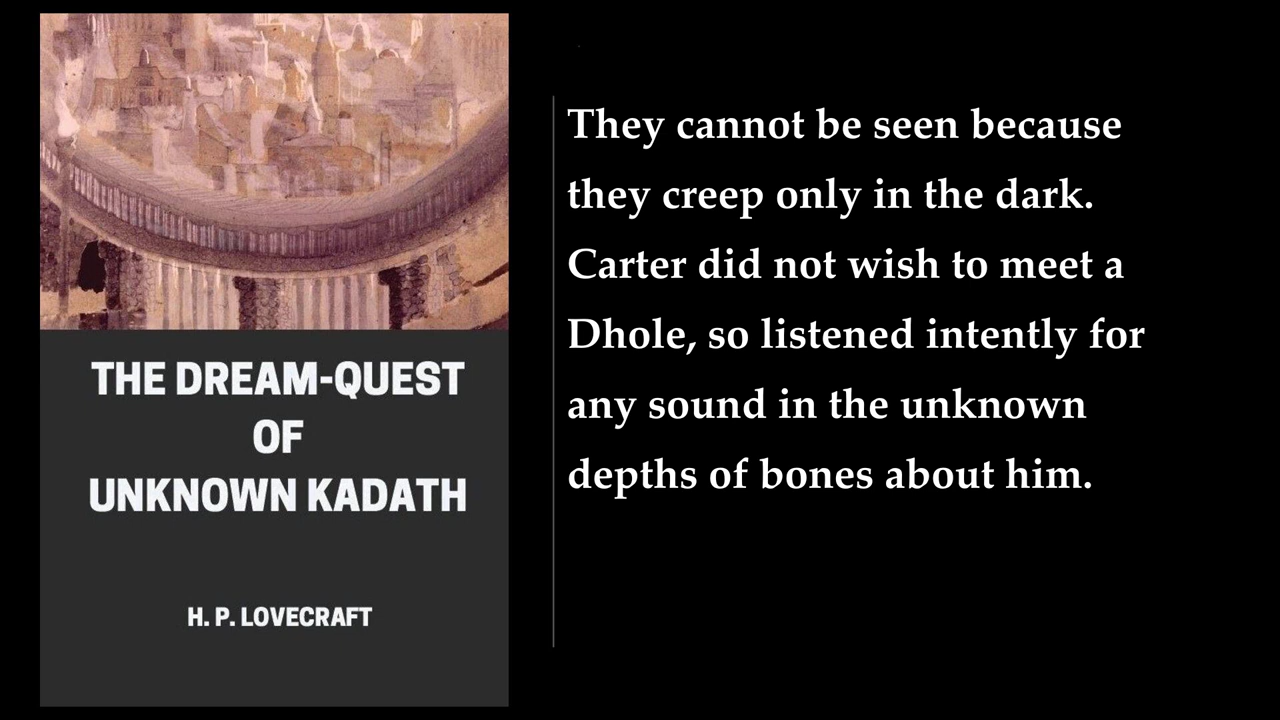 THE DREAM-QUEST
OF
UNKNOWN KADATH
H. P. LOVECRAFT
They cannot be seen because
they creep only in the dark.
Carter did not wish to meet a
Dhole, so listened intently for
any sound in the unknown
depths of bones about him.